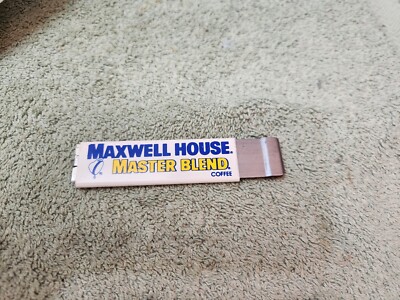 MAXWELL HOUSE.
MASTER BLEND.
COFFEE